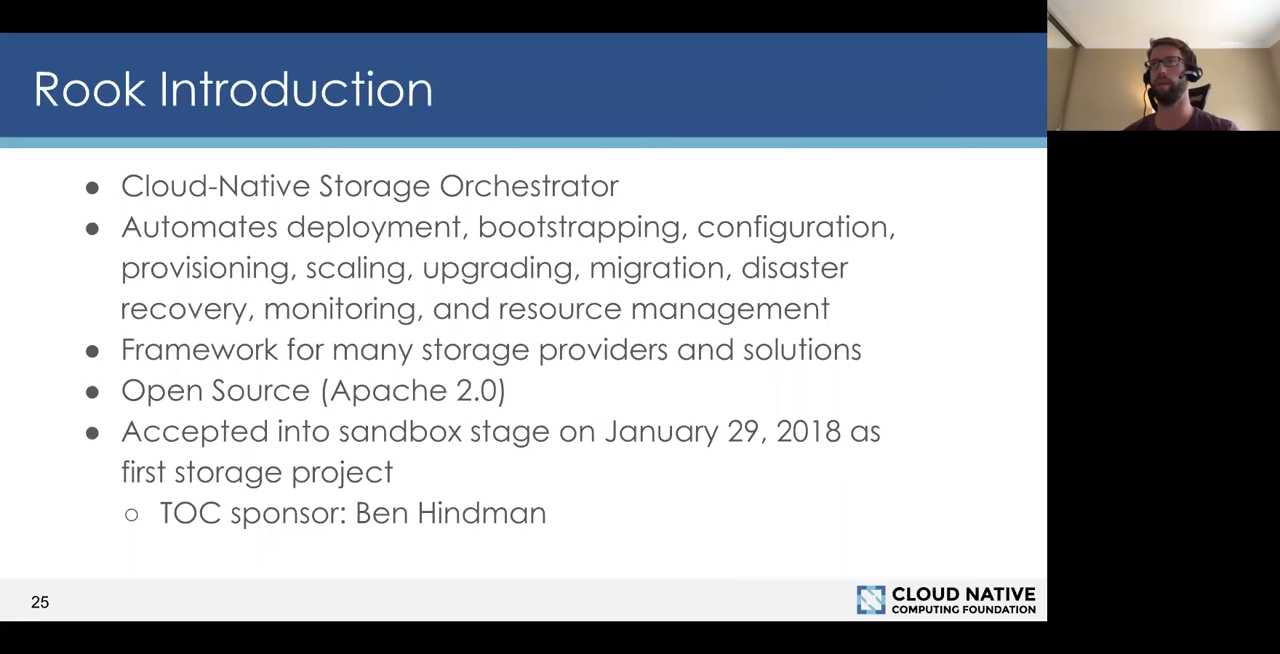 Rook Introduction
● Cloud-Native Storage Orchestrator
● Automates deployment, bootstrapping, configuration,
provisioning, scaling, upgrading, migration, disaster
recovery, monitoring, and resource management
● Framework for many storage providers and solutions
● Open Source (Apache 2.0)
● Accepted into sandbox stage on January 29, 2018 as
first storage project
○ TOC sponsor: Ben Hindman
25
CLOUD NATIVE
COMPUTING FOUNDATION